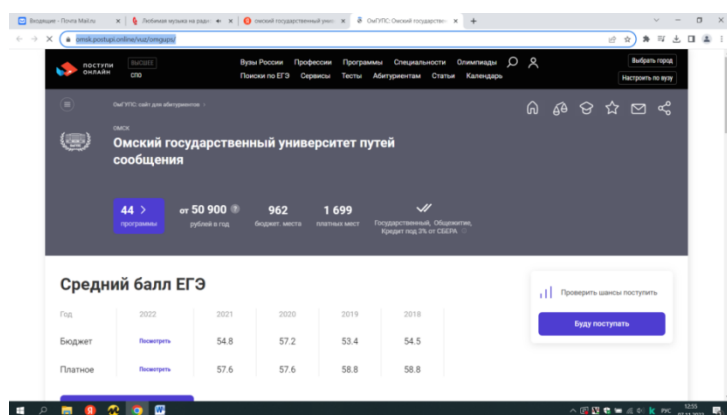 Входящие - Почта Mail.ru
Любимая музыка на радио
омский государственный унив
ОмГУПС: Омский государствен
omsk.postupi.online/vuz/omgups/
ПОСТУПИ ОНЛАЙН
ВЫСШЕЕ
СПО
Вузы России Профессии Программы Специальности Олимпиады
Поиски по ЕГЭ Сервисы Тесты Абитуриентам Статьи Календарь
Выбрать город
Настроить по вузу
ОмГУПС: сайт для абитуриентов
ОМСК
Омский государственный университет путей
сообщения
44 >
программы
от 50 900
рублей в год
962
бюджет. места
1 699
платных мест
Государственный, Общежитие,
Кредит под 3% от СБЕРА
Средний балл ЕГЭ
Год 2022 2021 2020 2019 2018
Бюджет Посмотреть 54.8 57.2 53.4 54.5
Платное Посмотреть 57.6 57.6 58.8 58.8
Проверить шансы поступить
Буду поступать
РУС
12:55